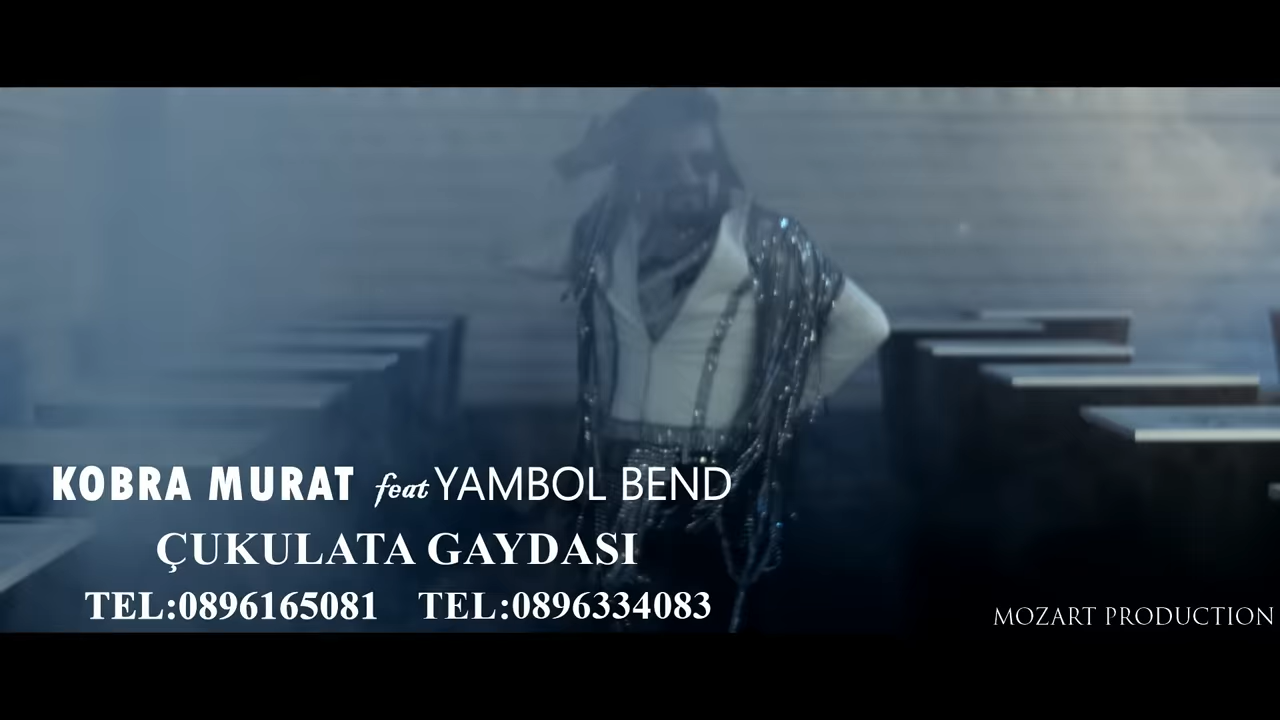 KOBRA MURAT feat YAMBOL BEND
ÇUKULATA GAYDASI
TEL:0896165081 TEL:0896334083
MOZART PRODUCTION